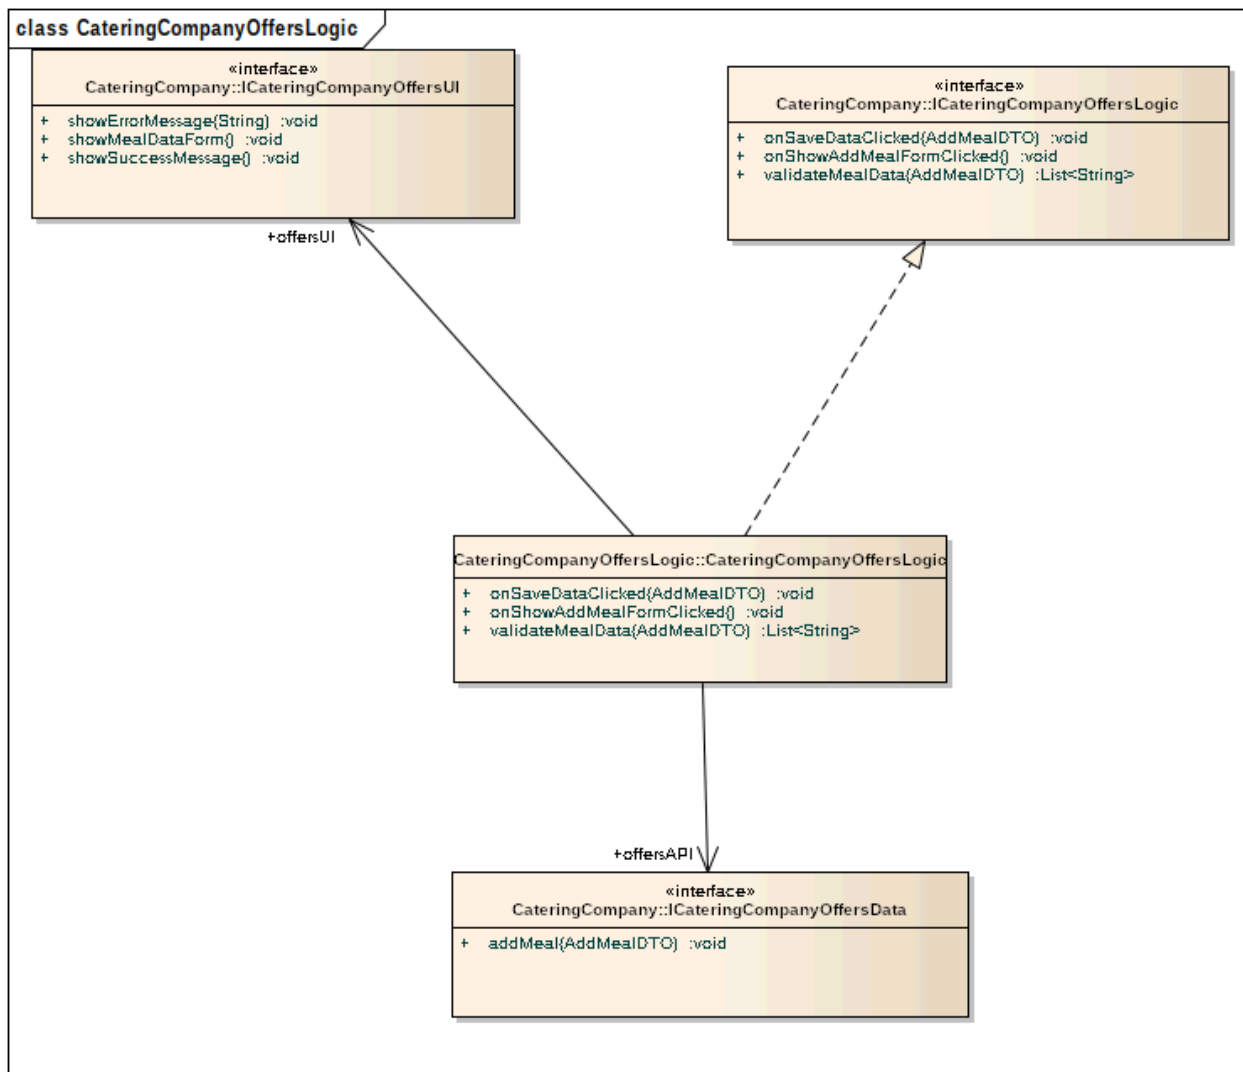 class CateringCompanyOffersLogic
«interface»
CateringCompany::ICateringCompanyOffersUI
+ showErrorMessage(String) :void
+ showMealDataForm() :void
+ showSuccessMessage() :void
«interface»
CateringCompany::ICateringCompanyOffersLogic
+ onSaveDataClicked(AddMealDTO) :void
+ onShowAddMealFormClicked() :void
+ validateMealData(AddMealDTO) :List<String>
+offersUI
CateringCompanyOffersLogic::CateringCompanyOffersLogic
+ onSaveDataClicked(AddMealDTO) :void
+ onShowAddMealFormClicked() :void
+ validateMealData(AddMealDTO) :List<String>
+offersAPI
«interface»
CateringCompany::ICateringCompanyOffersData
+ addMeal(AddMealDTO) :void